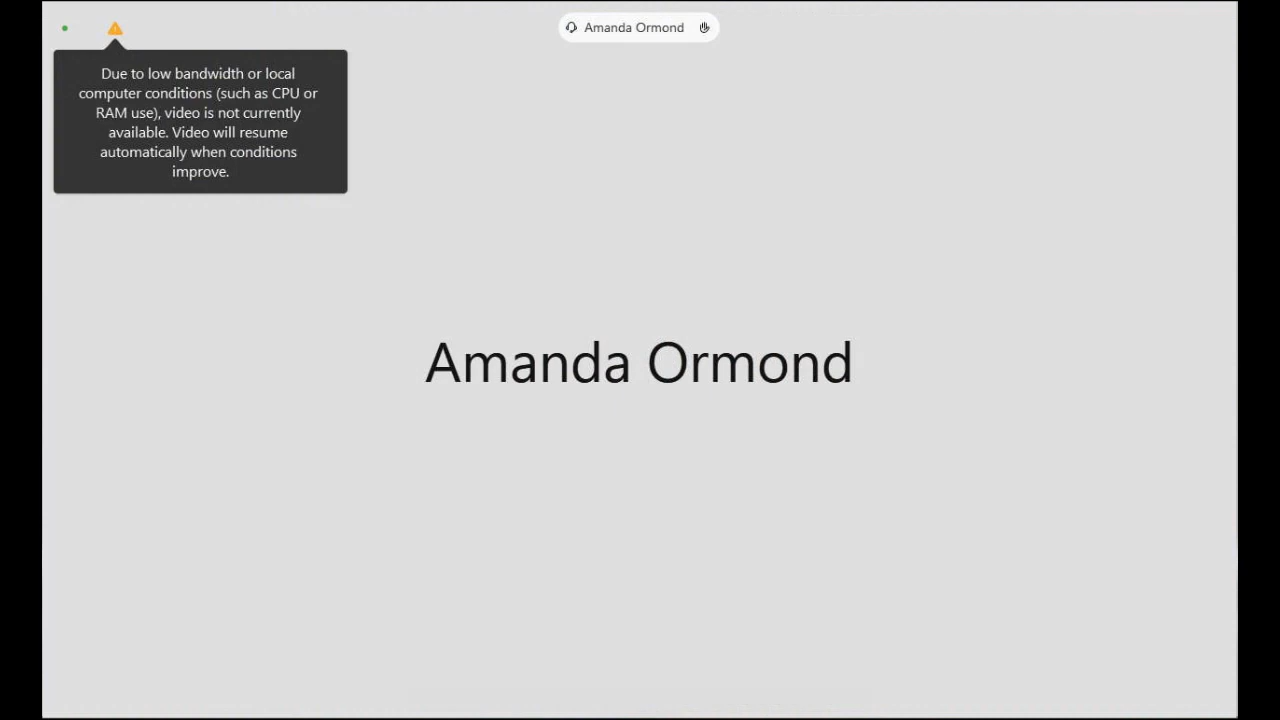 Amanda Ormond
Due to low bandwidth or local
computer conditions (such as CPU or
RAM use), video is not currently
available. Video will resume
automatically when conditions
improve.
Amanda Ormond